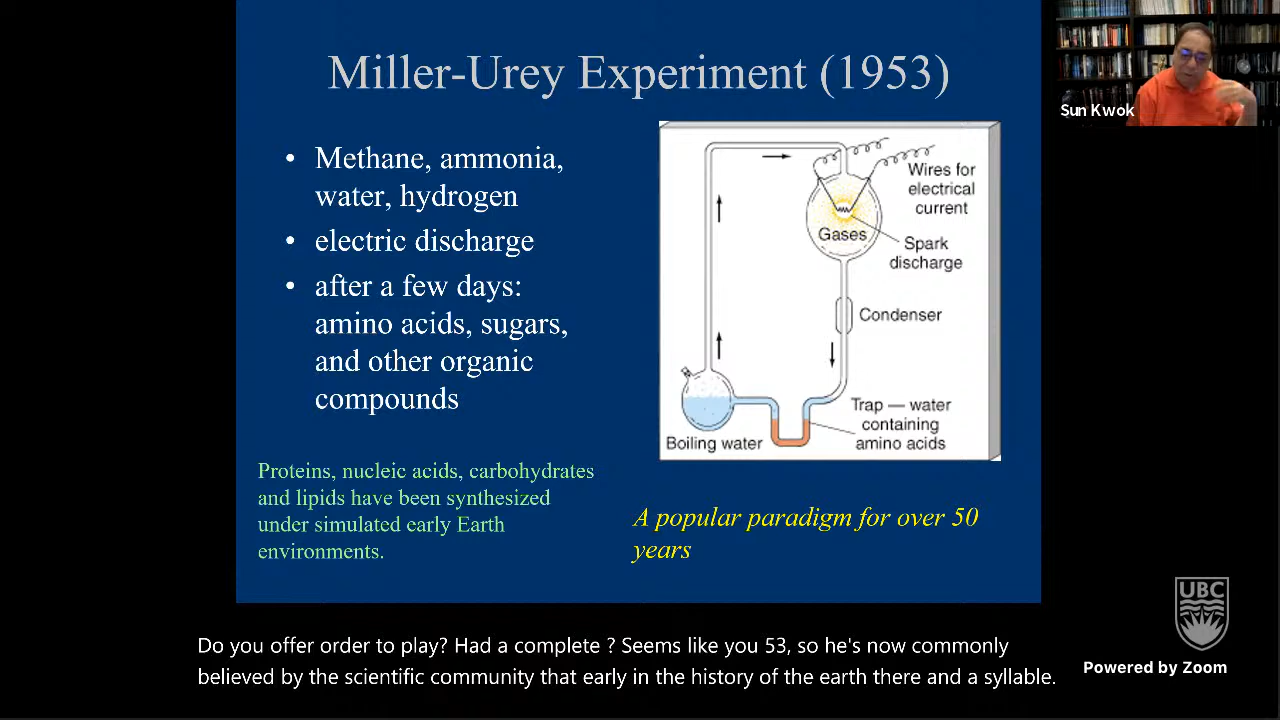 Miller-Urey Experiment (1953)
• Methane, ammonia,
water, hydrogen
• electric discharge
• after a few days:
amino acids, sugars,
and other organic
compounds
Proteins, nucleic acids, carbohydrates
and lipids have been synthesized
under simulated early Earth
environments.
Wires for
electrical
current
Gases
Spark
discharge
Condenser
Trap — water
containing
amino acids
Boiling water
A popular paradigm for over 50
years
Sun Kwok
Do you offer order to play? Had a complete ? Seems like you 53, so he's now commonly
believed by the scientific community that early in the history of the earth there and a syllable.
UBC
Powered by Zoom